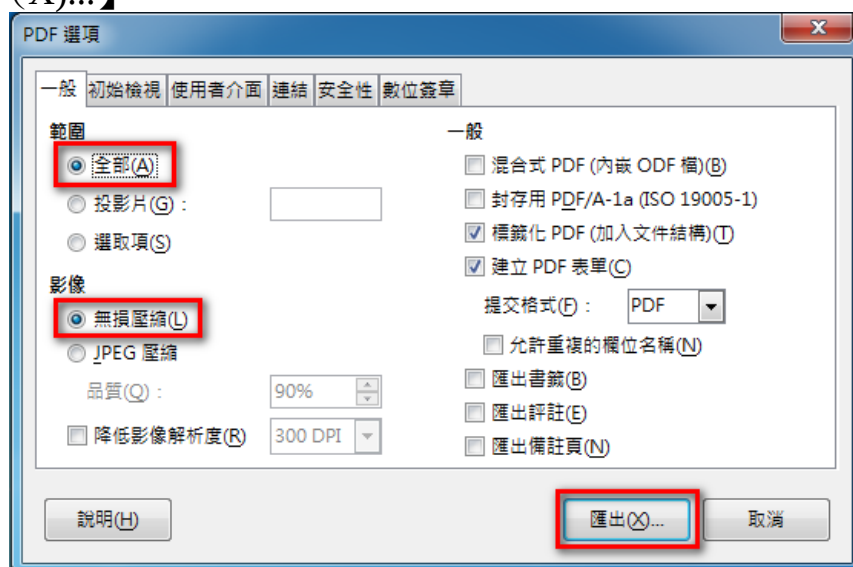 (X)...】
PDF 選項
一般 初始檢視 使用者介面 連結 安全性 數位簽章
範圍
全部(A)
投影片(G)：
選取項(S)
影像
無損壓縮(L)
JPEG 壓縮
品質(Q)： 90%
降低影像解析度(R) 300 DPI
一般
混合式 PDF (內嵌 ODF 檔)(B)
封存用 PDF/A-1a (ISO 19005-1)
標籤化 PDF (加入文件結構)(T)
建立 PDF 表單(C)
提交格式(F)： PDF
允許重複的欄位名稱(N)
匯出書籤(B)
匯出評註(E)
匯出備註頁(N)
說明(H) 匯出(X)... 取消